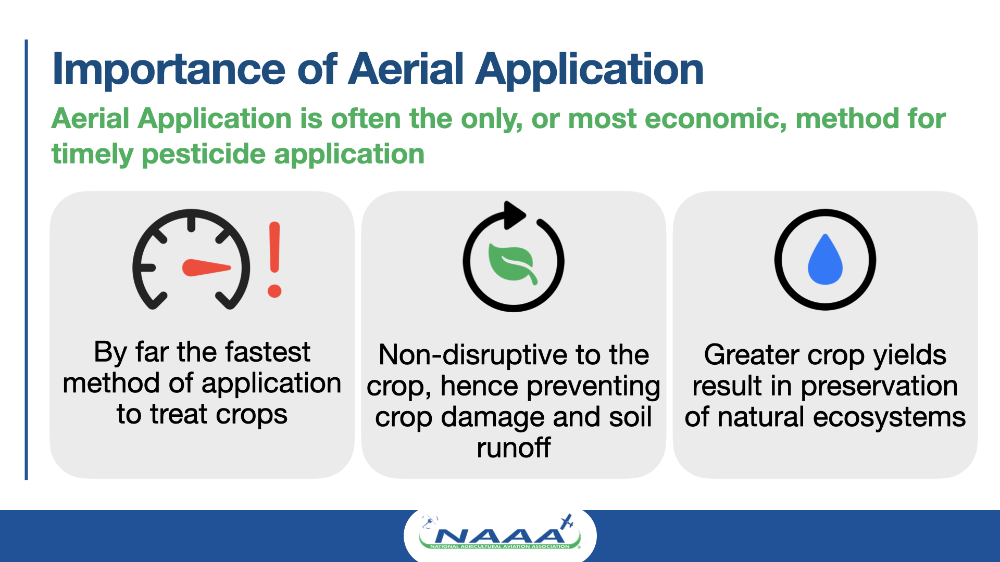 Importance of Aerial Application
Aerial Application is often the only, or most economic, method for
timely pesticide application
By far the fastest
method of application
to treat crops
Non-disruptive to the
crop, hence preventing
crop damage and soil
runoff
Greater crop yields
result in preservation
of natural ecosystems
NAAA
NATIONAL AGRICULTURAL AVIATION ASSOCIATION ®